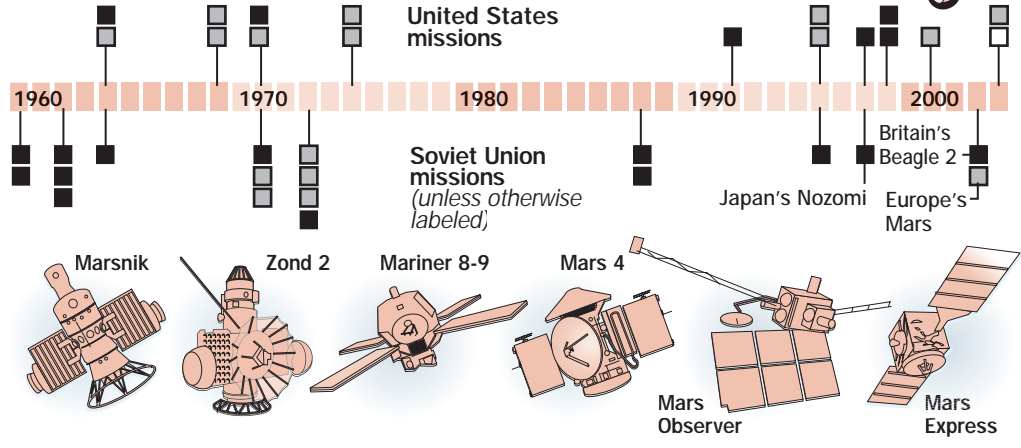 United States
missions
1960 1970 1980 1990 2000
Soviet Union
missions
(unless otherwise
labeled)
Britain's
Beagle 2
Japan's Nozomi
Europe's
Mars
Marsnik
Zond 2
Mariner 8-9
Mars 4
Mars
Observer
Mars
Express